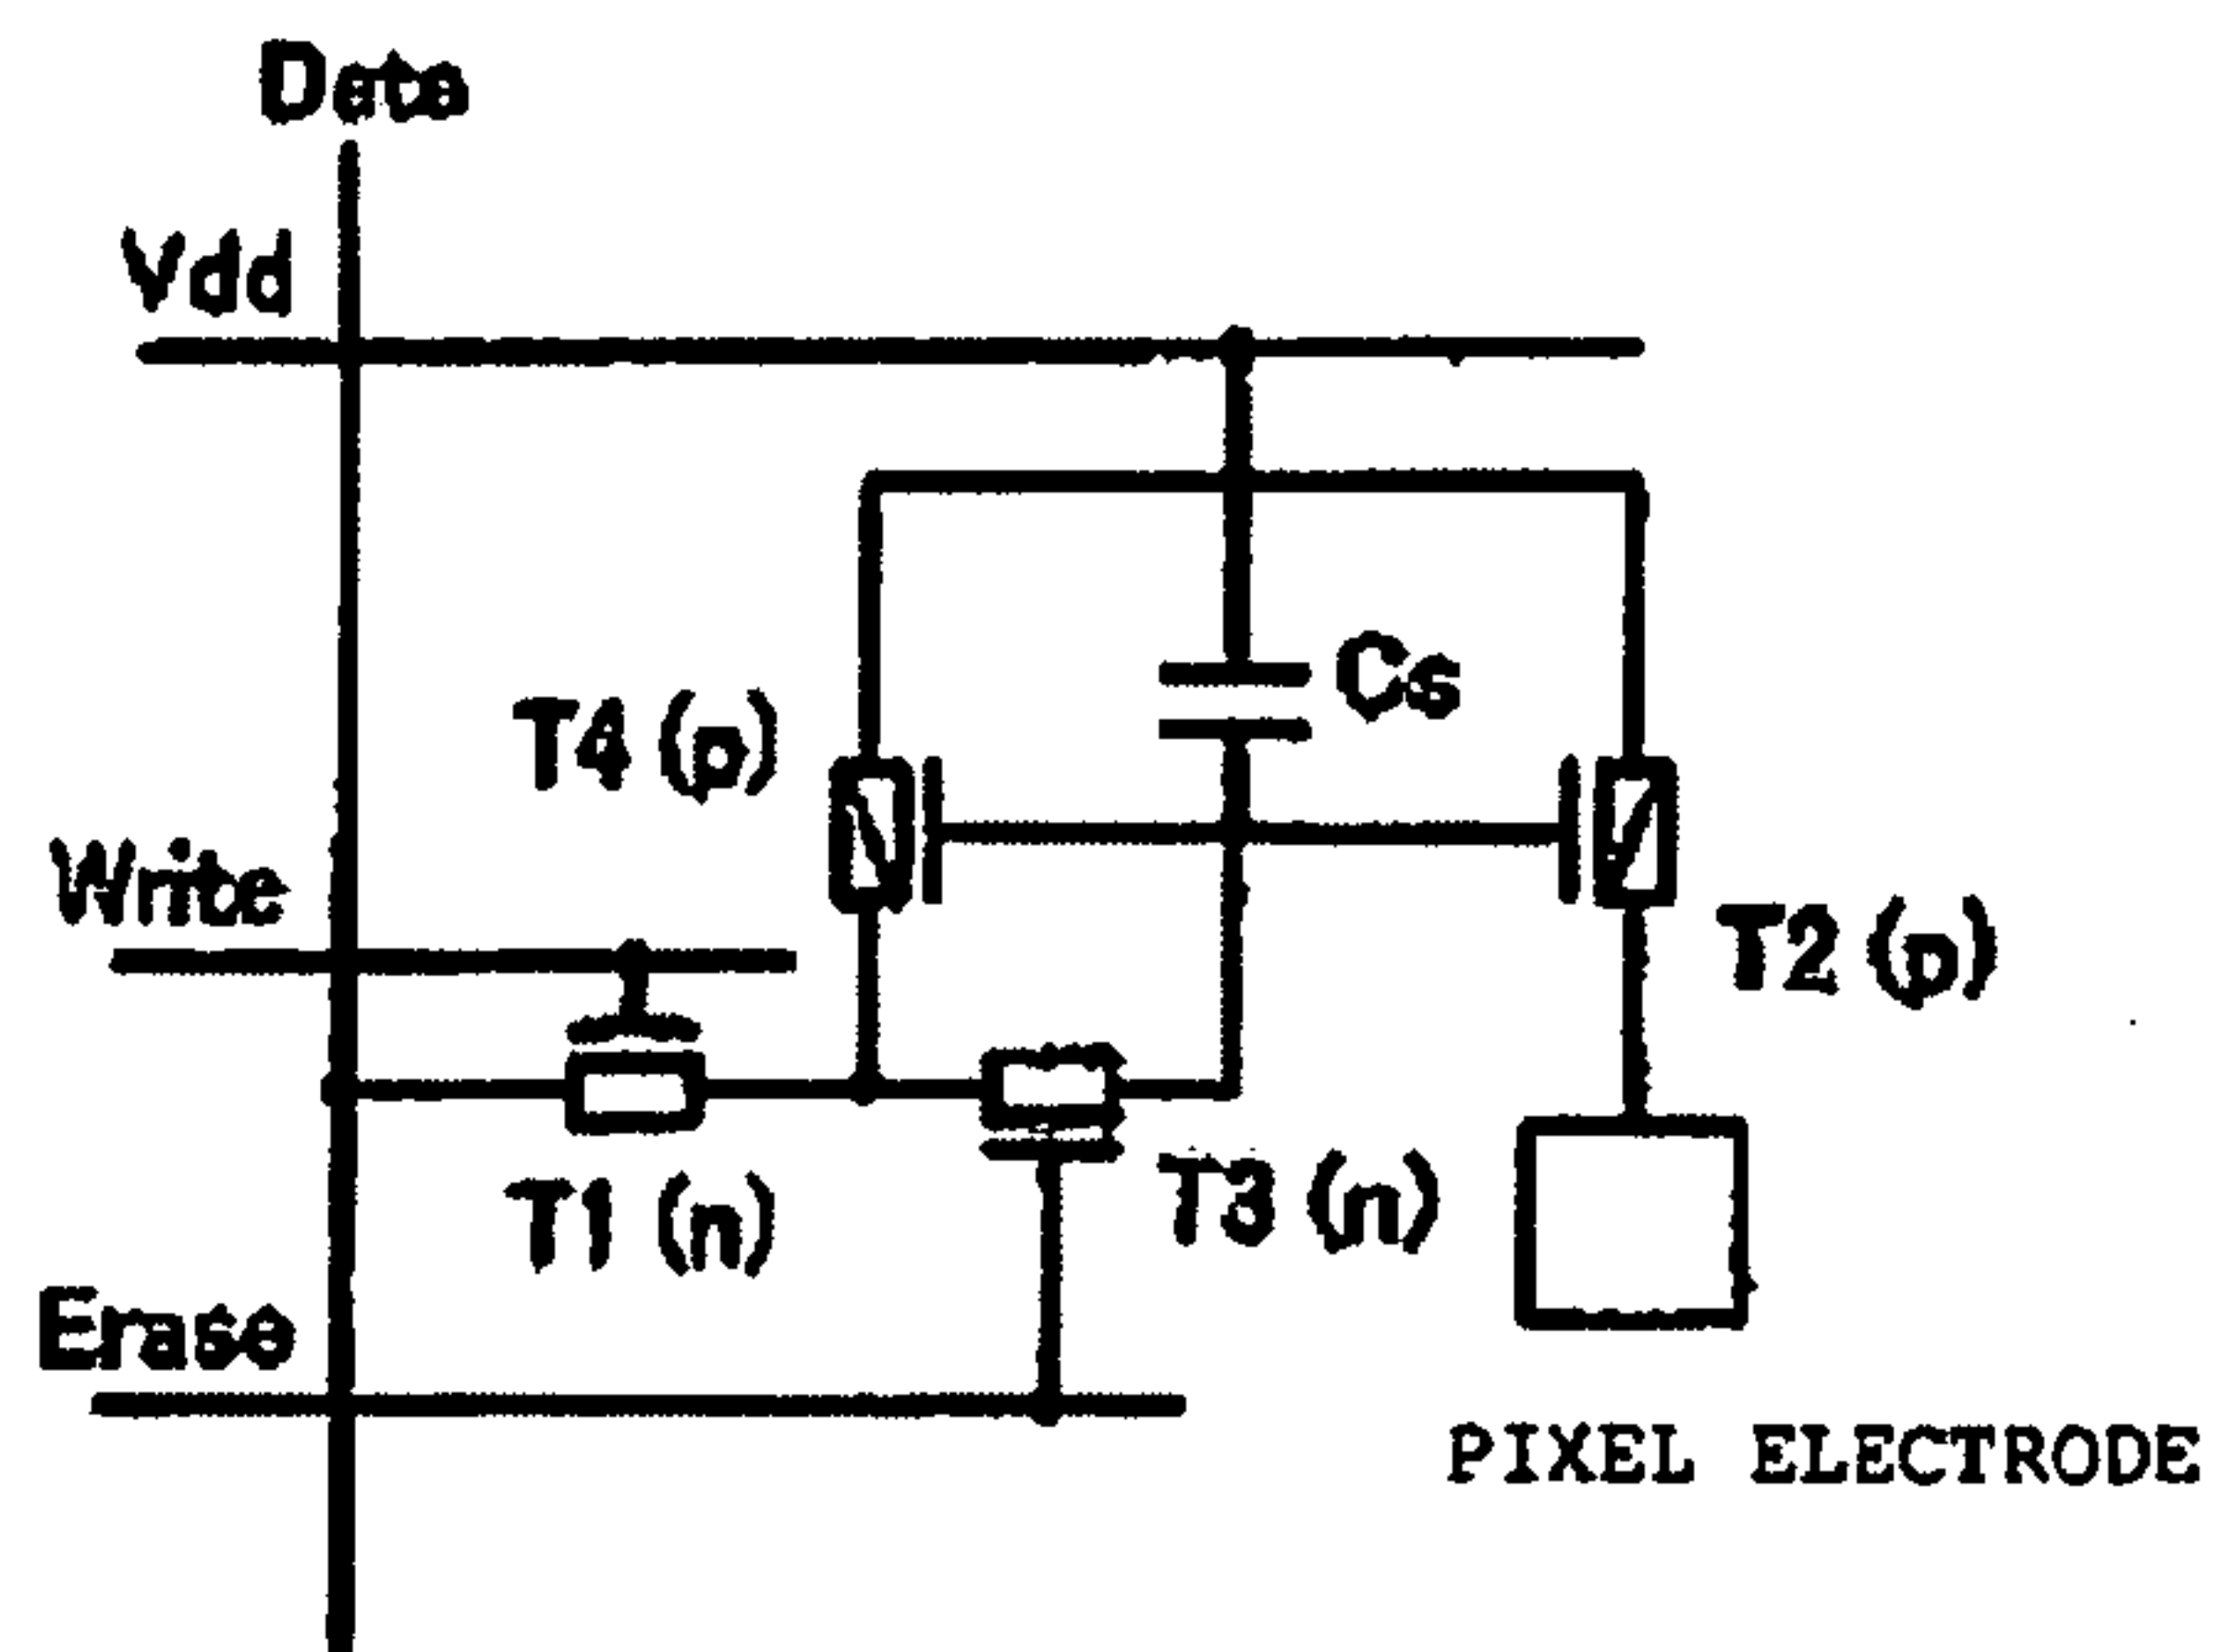 Data
Vdd
Cs
T4 (p)
Write
T2 (p)
T1 (n)
T3 (n)
Erase
PIXEL ELECTRODE